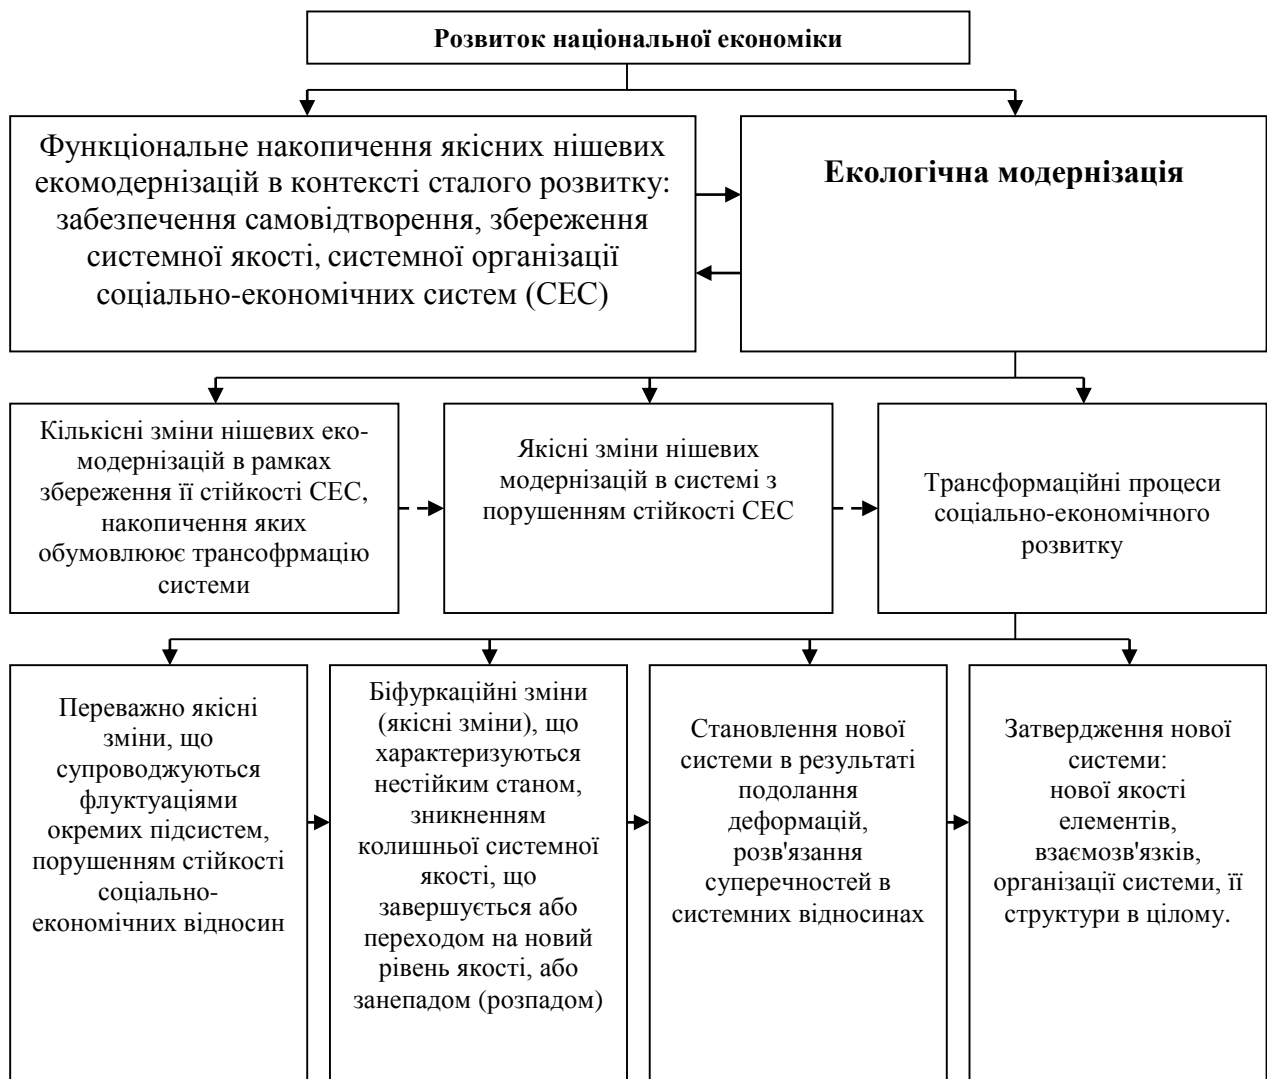 Розвиток національної економіки
Функціональне накопичення якісних нішевих
екомодернізацій в контексті сталого розвитку:
забезпечення самовідтворення, збереження
системної якості, системної організації
соціально-економічних систем (СЕС)
Екологічна модернізація
Кількісні зміни нішевих еко-
модернізацій в рамках
збереження її стійкості СЕС,
накопичення яких
обумовлюює трансофрмацію
системи
Якісні зміни нішевих
модернізацій в системі з
порушенням стійкості СЕС
Трансформаційні процеси
соціально-економічного
розвитку
Переважно якісні
зміни, що
супроводжуються
флуктуаціями
окремих підсистем,
порушенням стійкості
соціально-
економічних відносин
Біфуркаційні зміни
(якісні зміни), що
характеризуються
нестійким станом,
зникненням
колишньої системної
якості, що
завершується або
переходом на новий
рівень якості, або
занепадом (розпадом)
Становлення нової
системи в результаті
подолання
деформацій,
розв'язання
суперечностей в
системних відносинах
Затвердження нової
системи:
нової якості
елементів,
взаємозв'язків,
організації системи, її
структури в цілому.